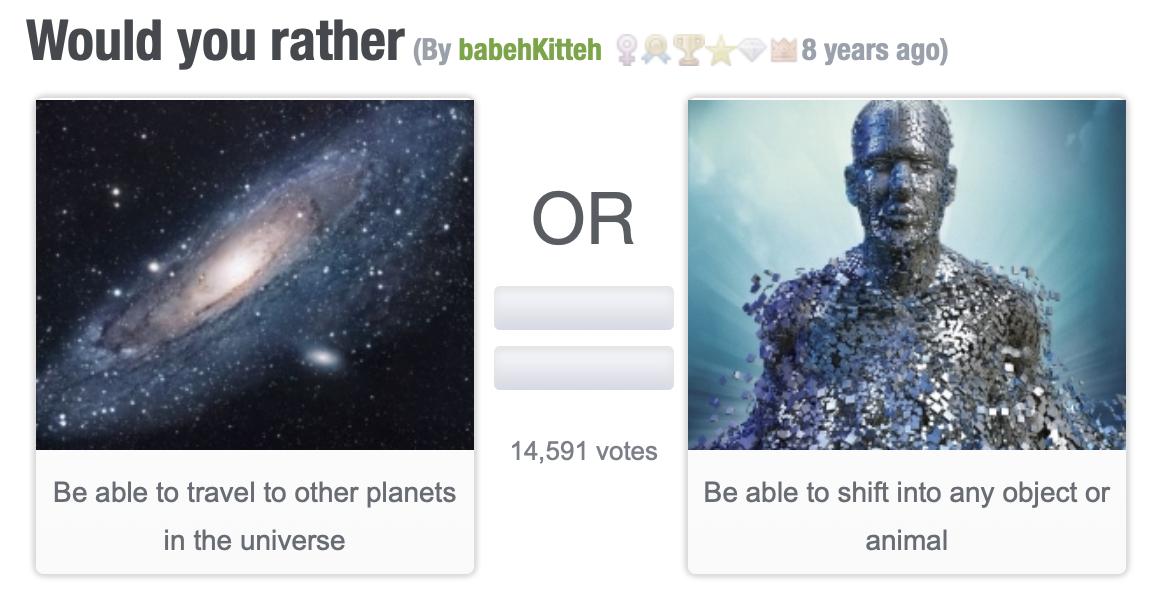 Would you rather (By babehKitteh 8 years ago)
OR
14,591 votes
Be able to travel to other planets
in the universe
Be able to shift into any object or
animal